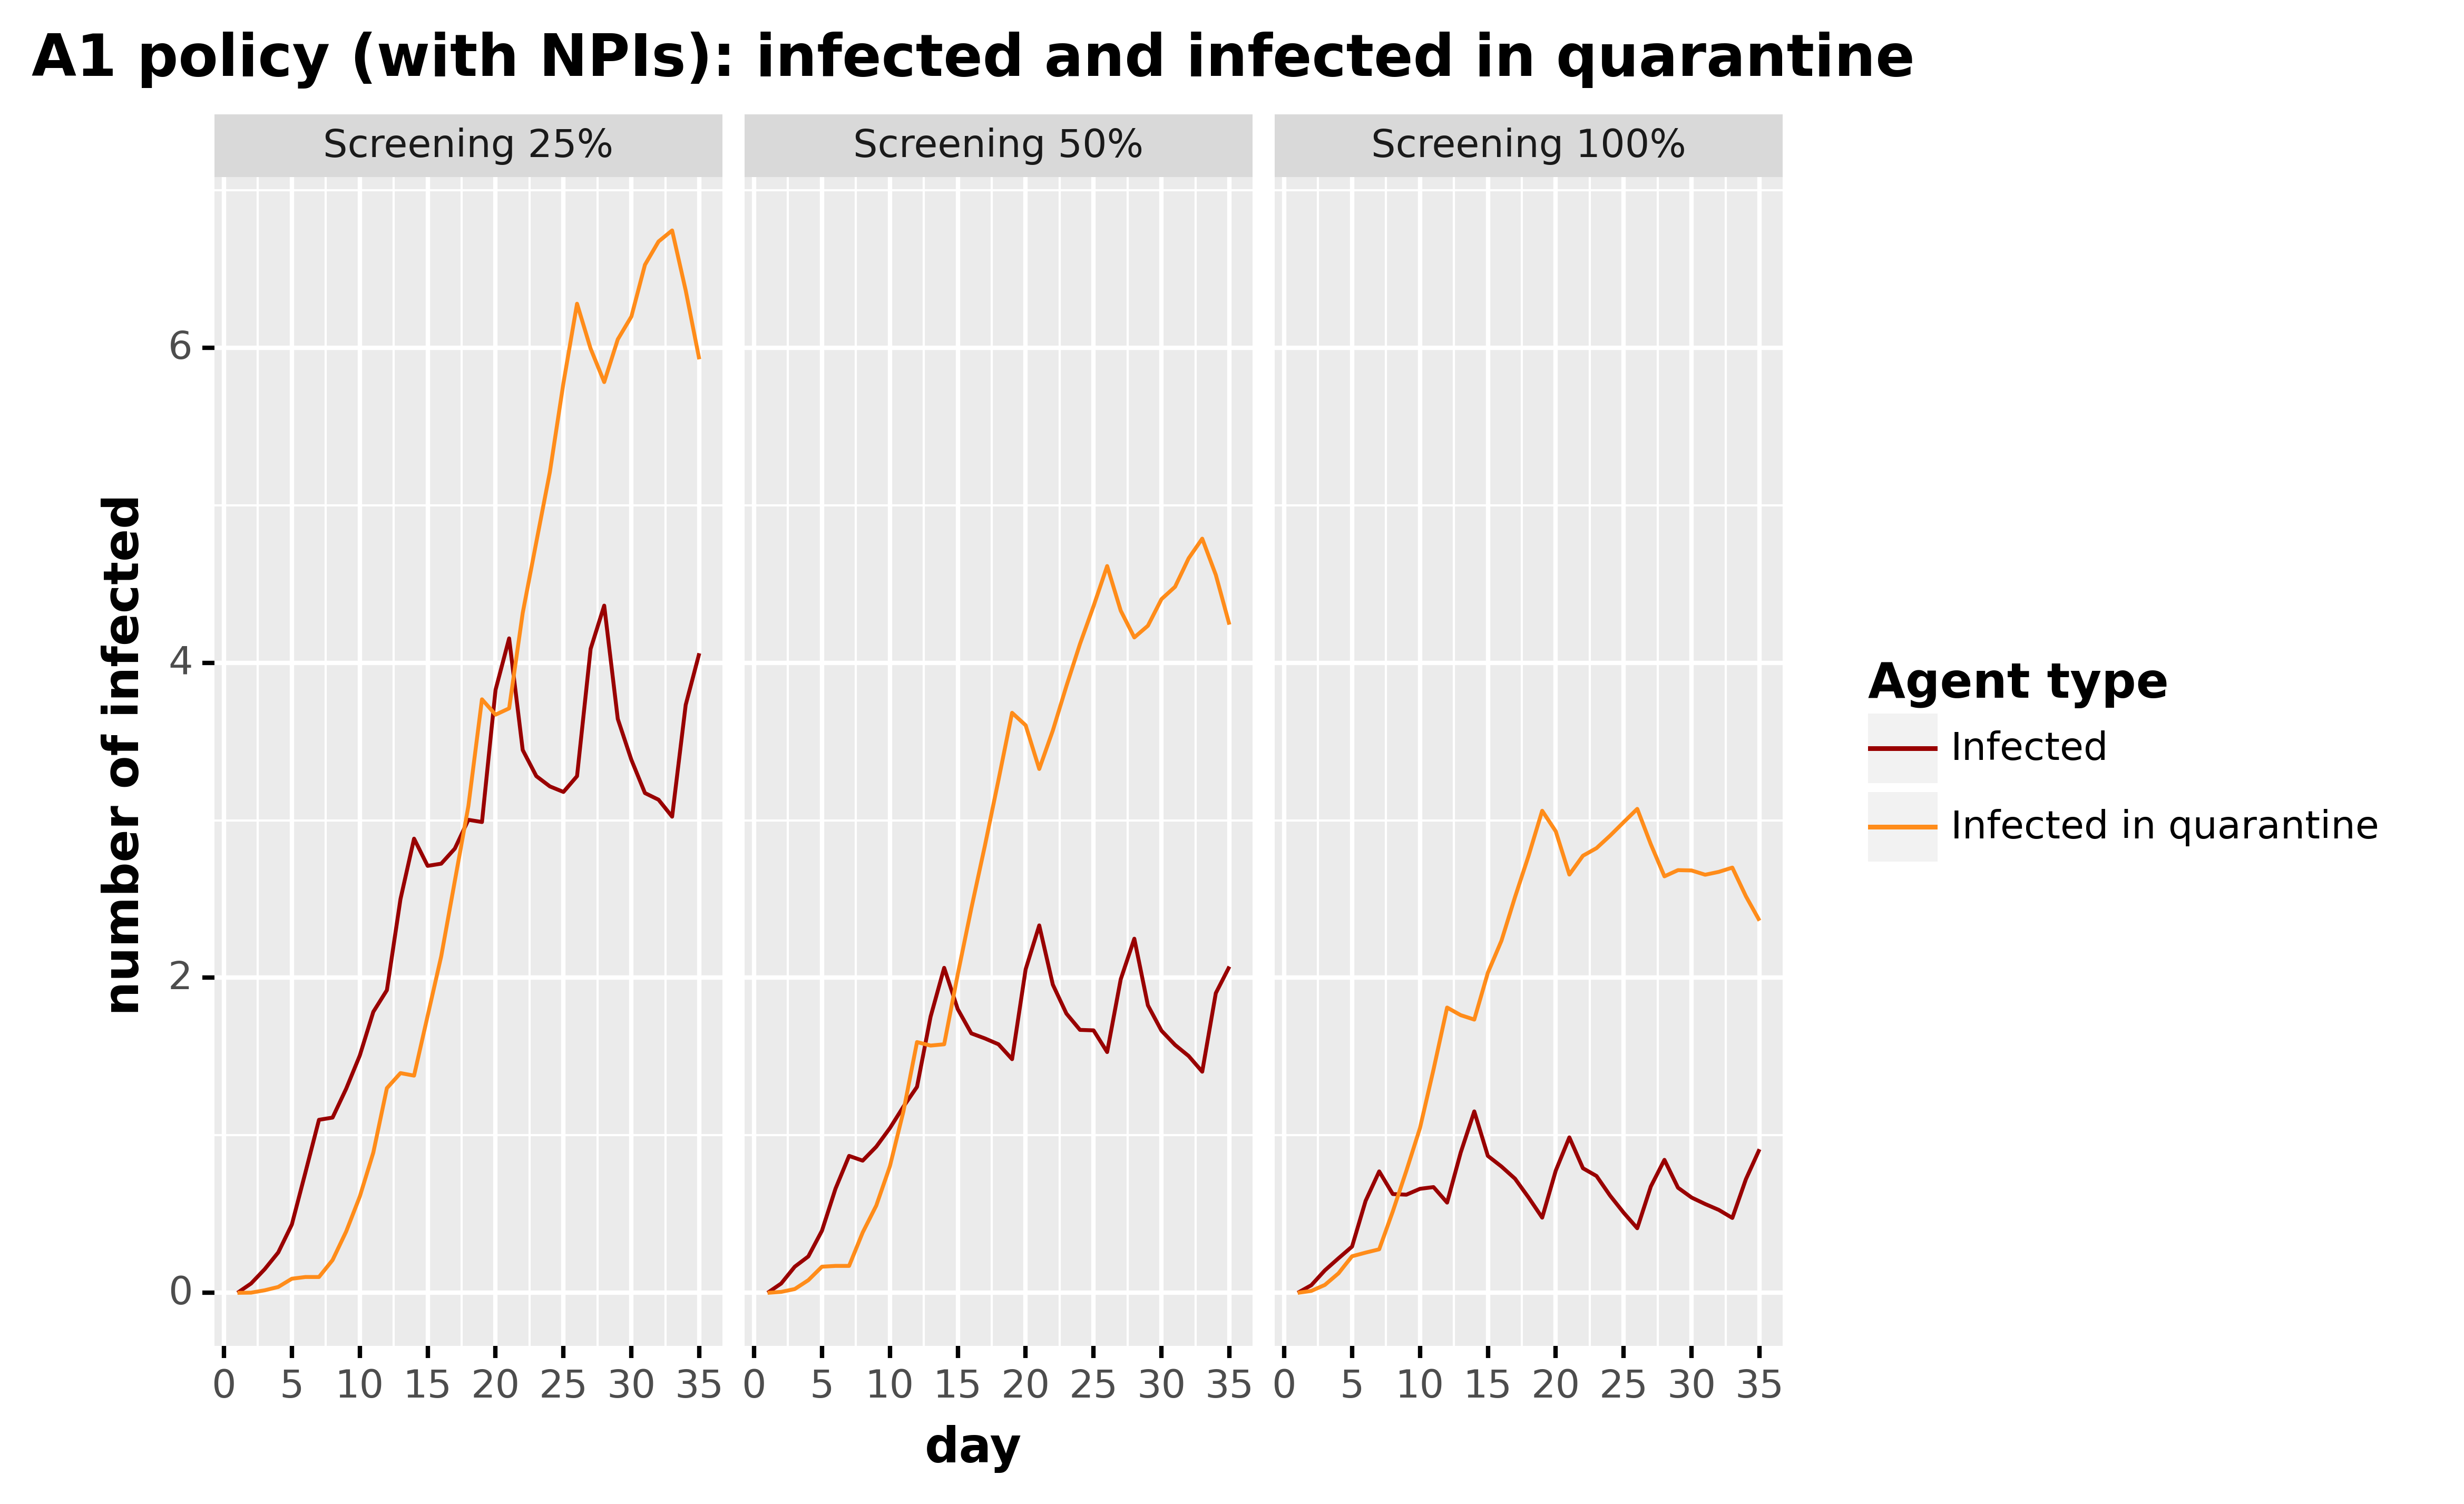 A1 policy (with NPIs): infected and infected in quarantine
Screening 25%
Screening 50%
Screening 100%
number of infected
6
4
2
0
0 5 10 15 20 25 30 35
0 5 10 15 20 25 30 35
0 5 10 15 20 25 30 35
day
Agent type
Infected
Infected in quarantine